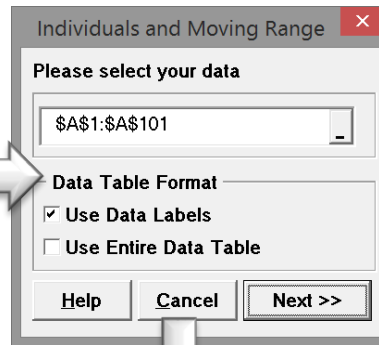 Individuals and Moving Range
Please select your data
$A$1:$A$101
Data Table Format
Use Data Labels
Use Entire Data Table
Help Cancel Next >>